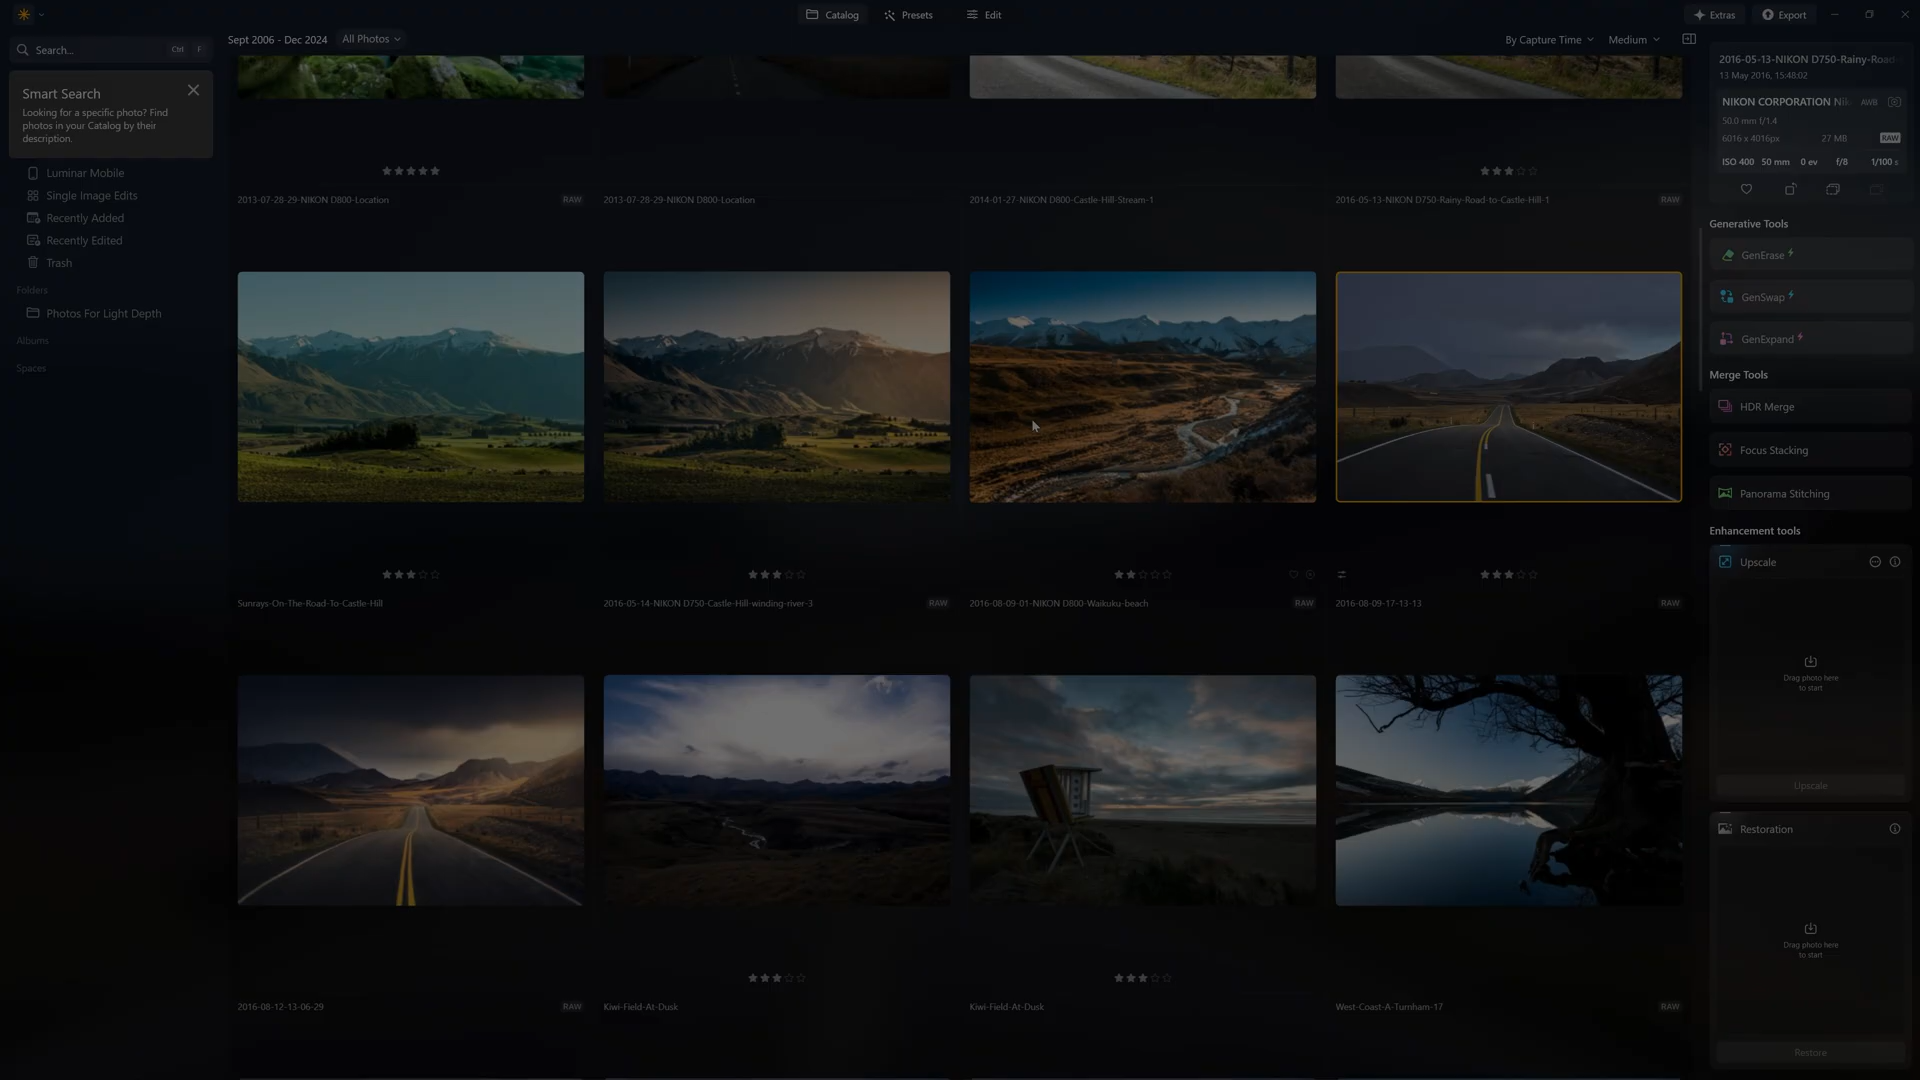 Catalog
Presets
Edit
Extras
Export
Search...
Ctrl
F
Sept 2006 - Dec 2024
All Photos
By Capture Time
Medium
Smart Search
Looking for a specific photo? Find
photos in your Catalog by their
description.
Luminar Mobile
Single Image Edits
Recently Added
Recently Edited
Trash
Folders
Photos For Light Depth
Albums
Spaces
2013-07-28-29-NIKON D800-Location
RAW
2013-07-28-29-NIKON D800-Location
2014-01-27-NIKON D800-Castle-Hill-Stream-1
2016-05-13-NIKON D750-Rainy-Road-to-Castle-Hill-1
RAW
Sunrays-On-The-Road-To-Castle-Hill
2016-05-14-NIKON D750-Castle-Hill-winding-river-3
RAW
2016-08-09-01-NIKON D800-Waikuku-beach
RAW
2016-08-09-17-13-13
RAW
2016-08-12-13-06-29
RAW
Kiwi-Field-At-Dusk
Kiwi-Field-At-Dusk
West-Coast-A-Turnham-17
RAW
2016-05-13-NIKON D750-Rainy-Road-
13 May 2016, 15:48:02
NIKON CORPORATION Nik
AWB
50.0 mm f/1.4
6016 x 4016px
27 MB
RAW
ISO 400
50 mm
0 ev
f/8
1/100 s
Generative Tools
GenErase
GenSwap
GenExpand
Merge Tools
HDR Merge
Focus Stacking
Panorama Stitching
Enhancement tools
Upscale
Drag photo here
to start
Upscale
Restoration
Drag photo here
to start
Restore